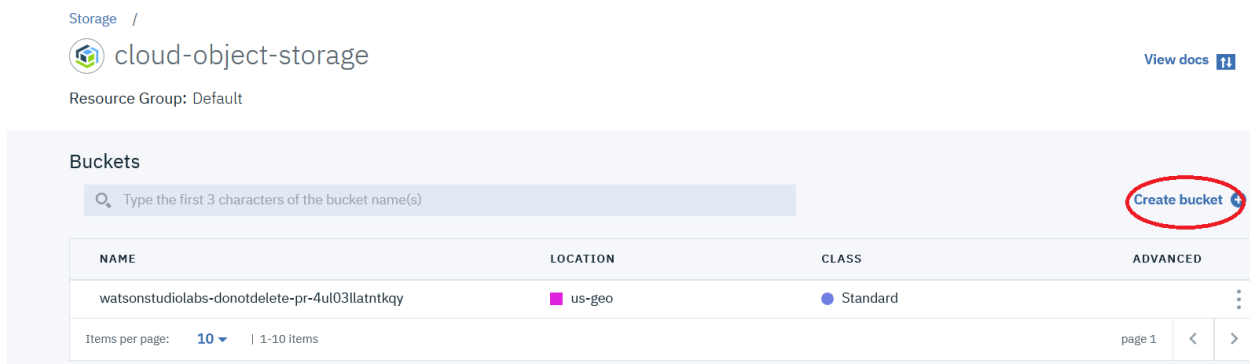 Storage /
cloud-object-storage
View docs
Resource Group: Default
Buckets
Type the first 3 characters of the bucket name(s)
Create bucket
NAME LOCATION CLASS ADVANCED
watsonstudiolabs-donotdelete-pr-4ul03llatntkqy us-geo Standard
Items per page: 10 | 1-10 items page 1